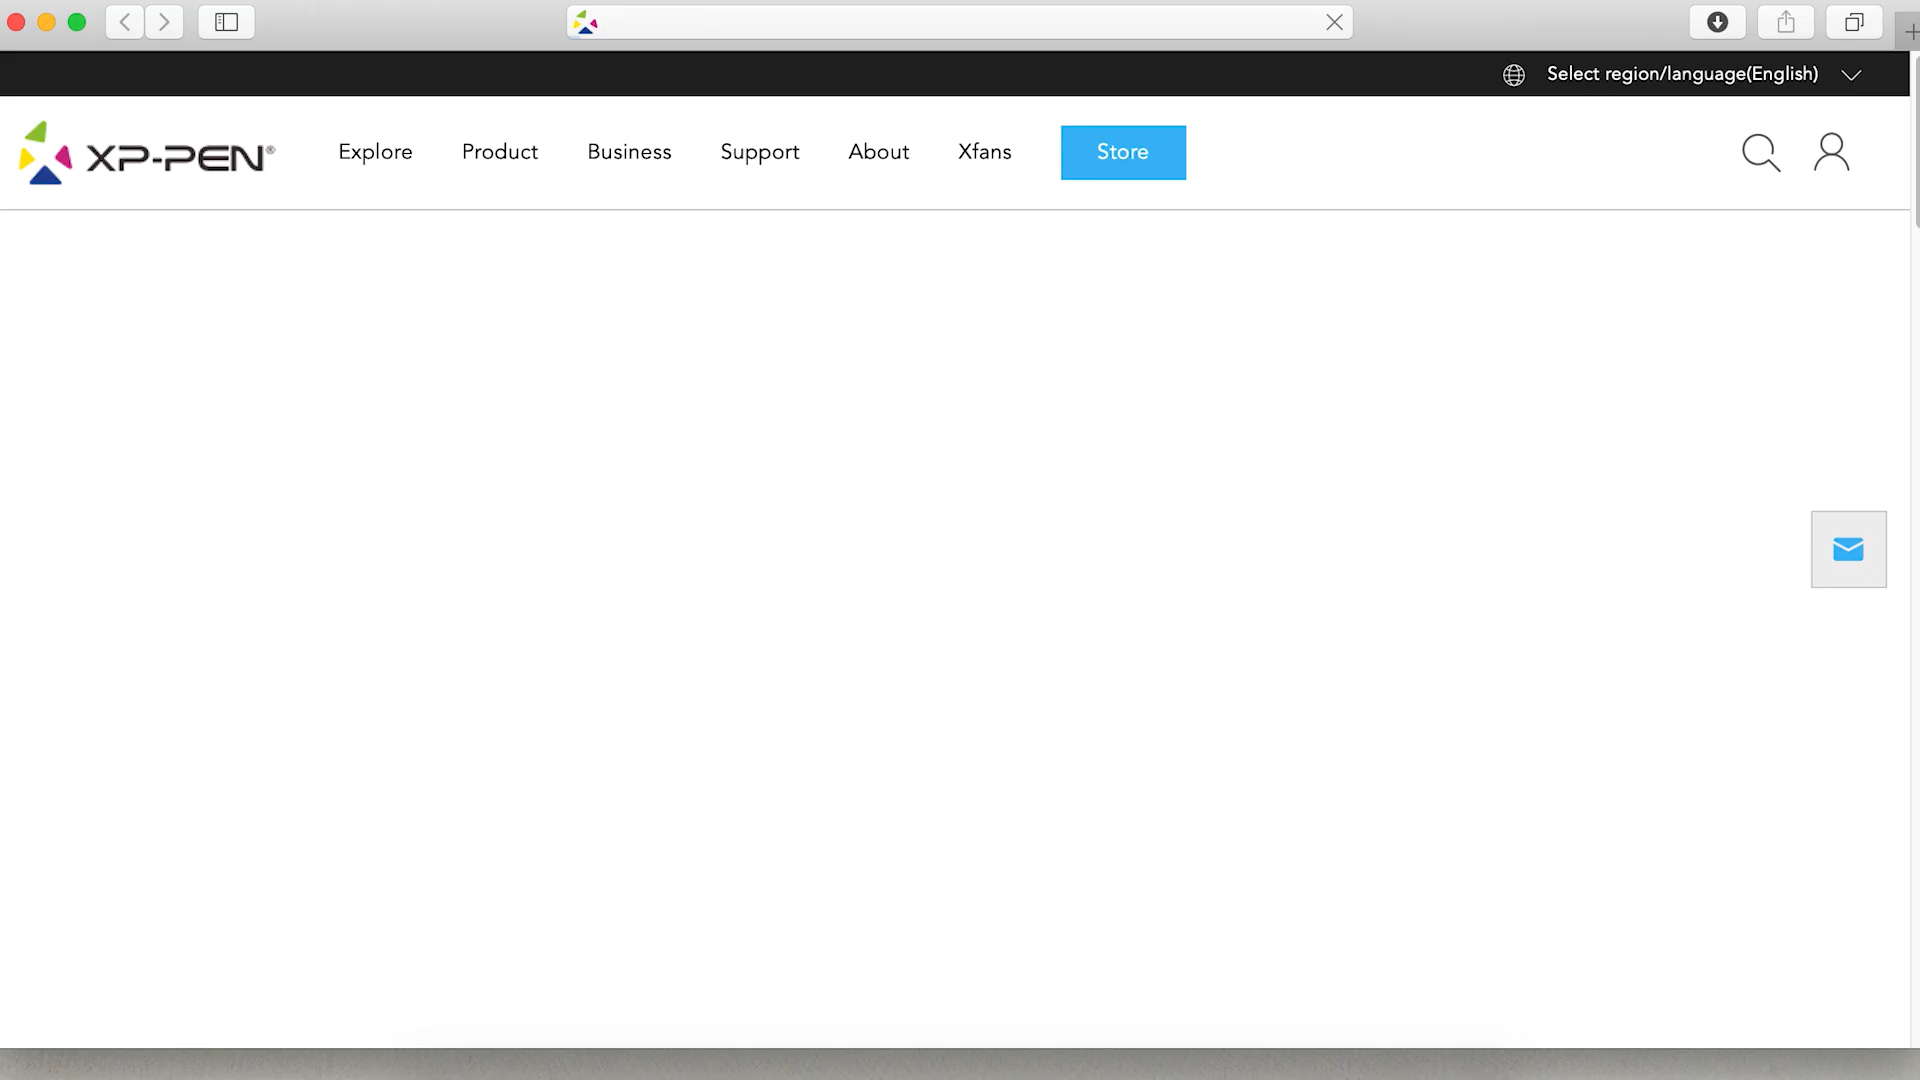 Select region/language(English)
XP-PEN®
Explore
Product
Business
Support
About
Xfans
Store